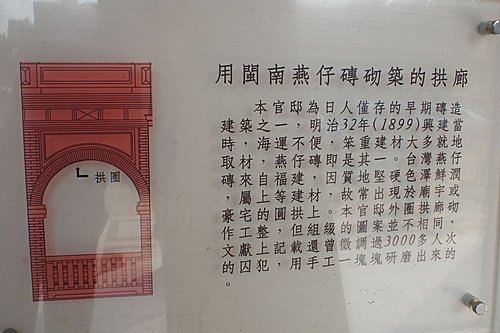 用閩南燕仔磚砌築的拱廊
本官邸為日人僅存的早期磚造
建築之一，明治32年(1899)興建當
時，海運不便，笨重建材大多就地
取材，燕仔磚即是其一。台灣燕仔
磚來自福建，因質地堅硬色澤鮮潤
，屬上等建材，故常出現於廟宇或
豪宅的圓拱上。本官邸外圈拱廊砌
作工整，但組綴的圖案並不相同，
文獻上記載還曾徵調過3000多人次
的囚犯，用手工一塊塊研磨出來的
。
拱圈